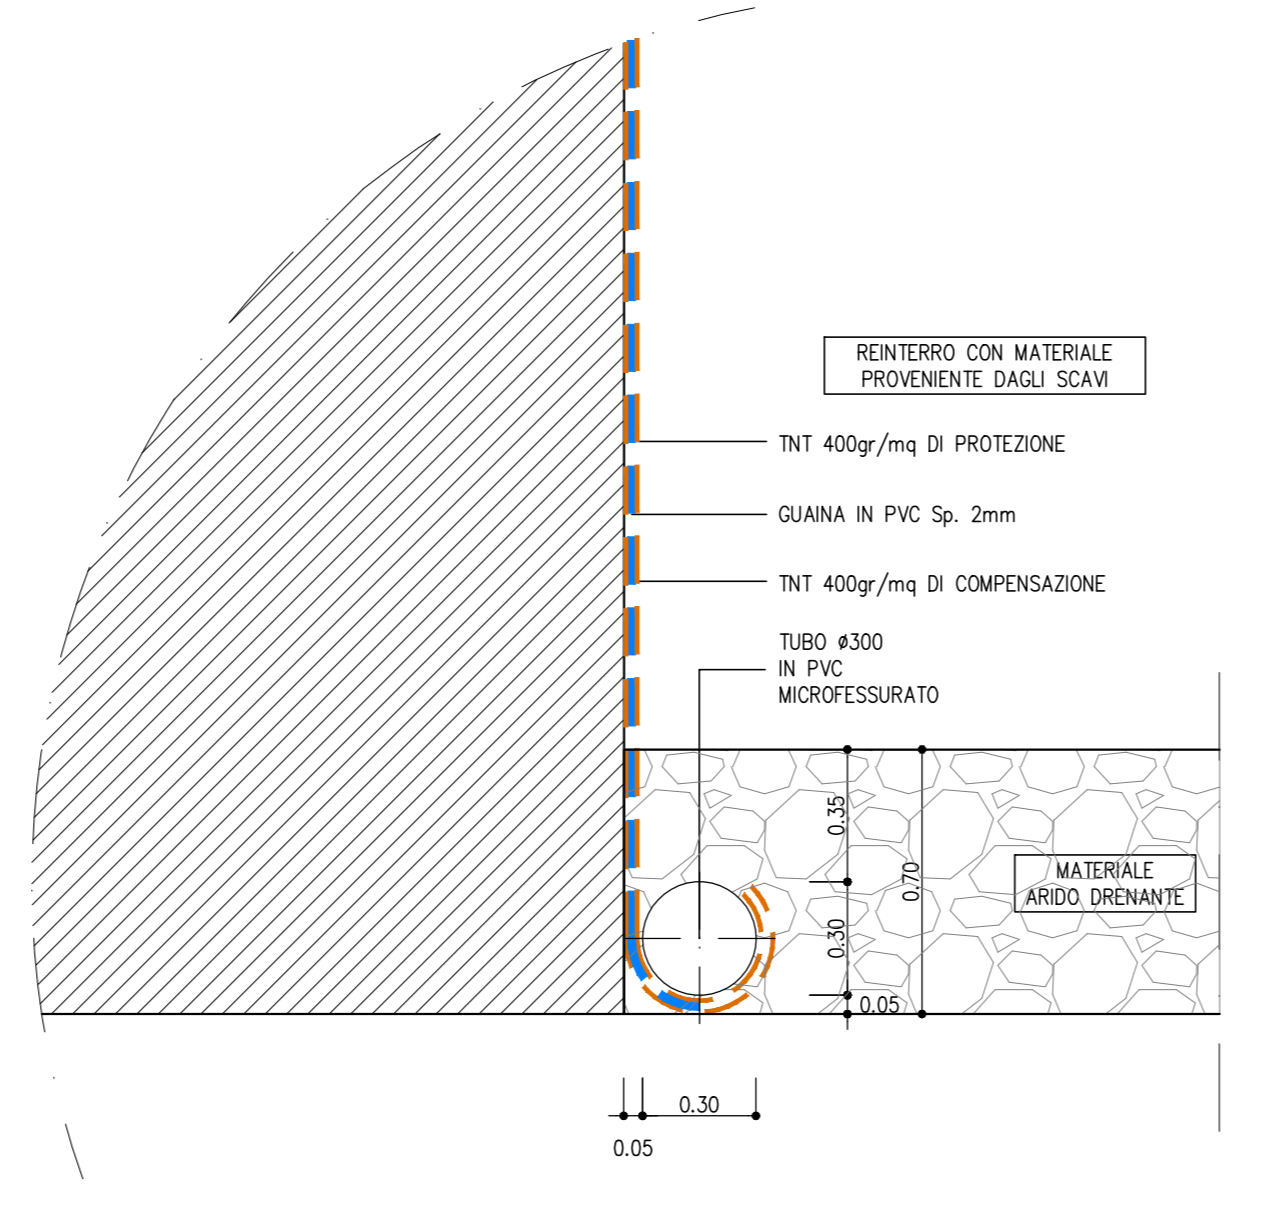 REINTERRO CON MATERIALE
PROVENIENTE DAGLI SCAVI
TNT 400gr/mq DI PROTEZIONE
GUAINA IN PVC Sp. 2mm
TNT 400gr/mq DI COMPENSAZIONE
TUBO ø300
IN PVC
MICROFESSURATO
0.35
0.70
0.30
0.05
MATERIALE
ARIDO DRENANTE
0.30
0.05